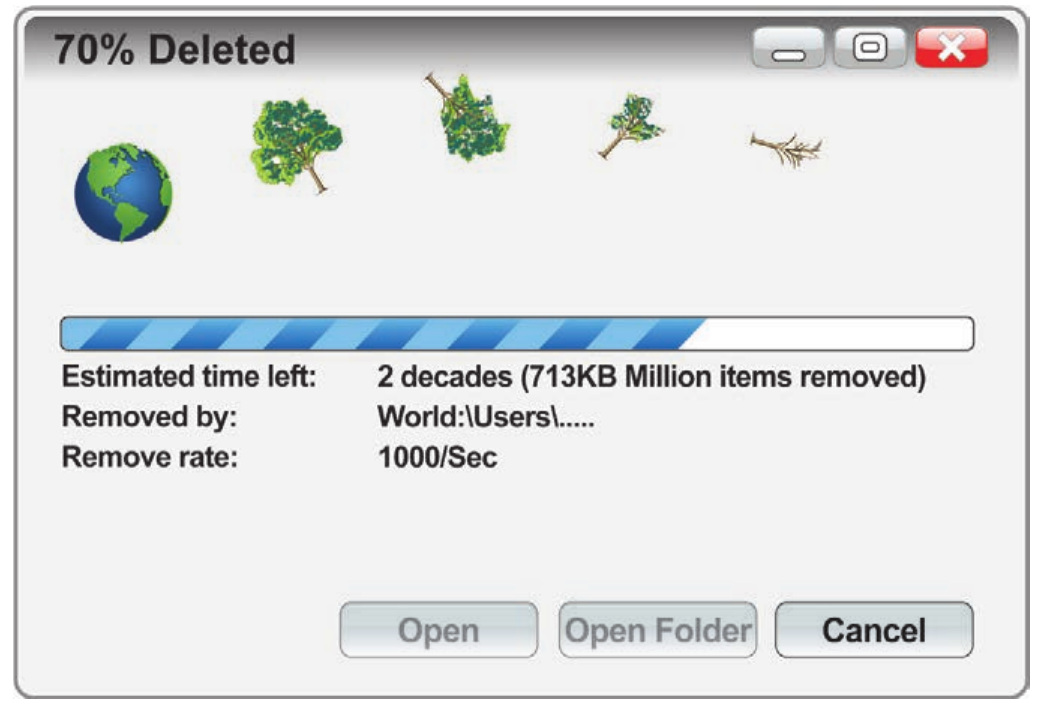 70% Deleted
Estimated time left: 2 decades (713KB Million items removed)
Removed by: World:\Users\.....
Remove rate: 1000/Sec
Open Open Folder Cancel